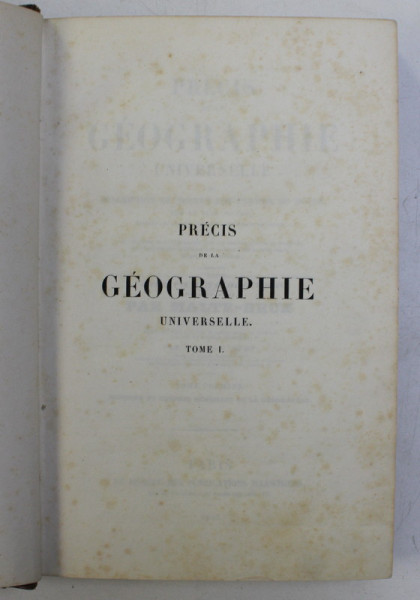 PRÉCIS
DE LA
GÉOGRAPHIE
UNIVERSELLE.
TOME I.